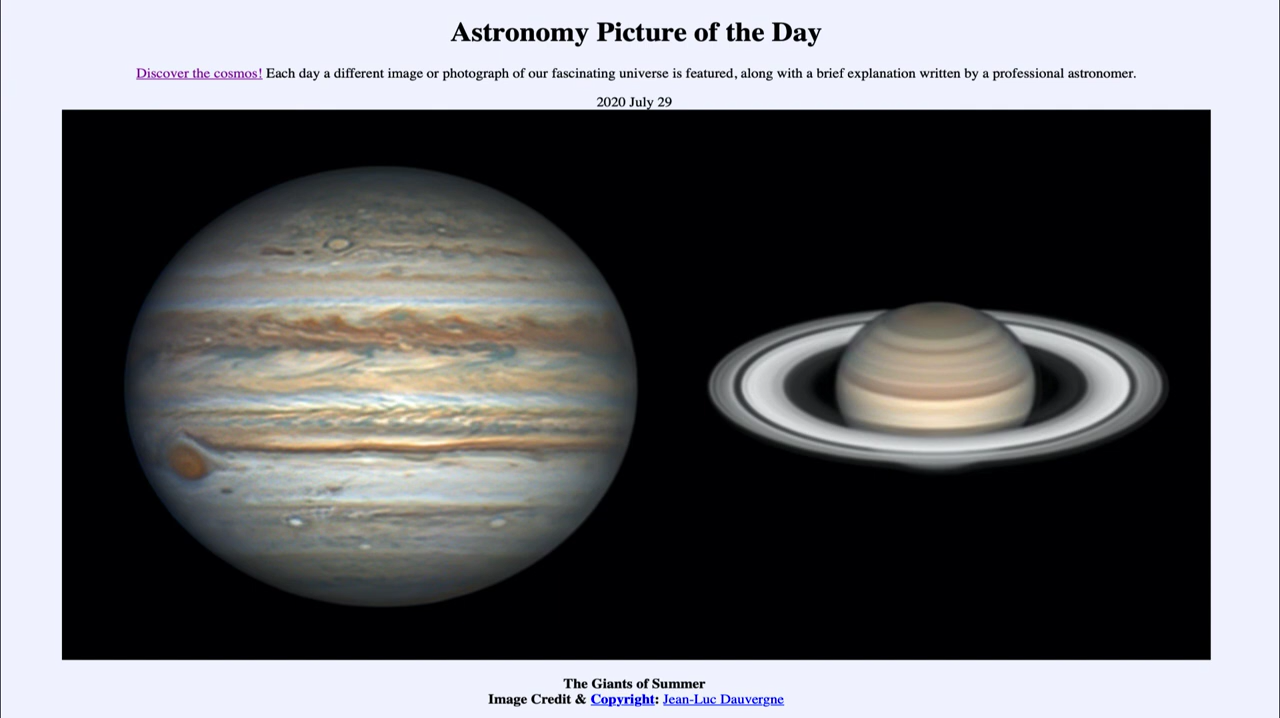 Astronomy Picture of the Day
Discover the cosmos! Each day a different image or photograph of our fascinating universe is featured, along with a brief explanation written by a professional astronomer.
2020 July 29
The Giants of Summer
Image Credit & Copyright: Jean-Luc Dauvergne